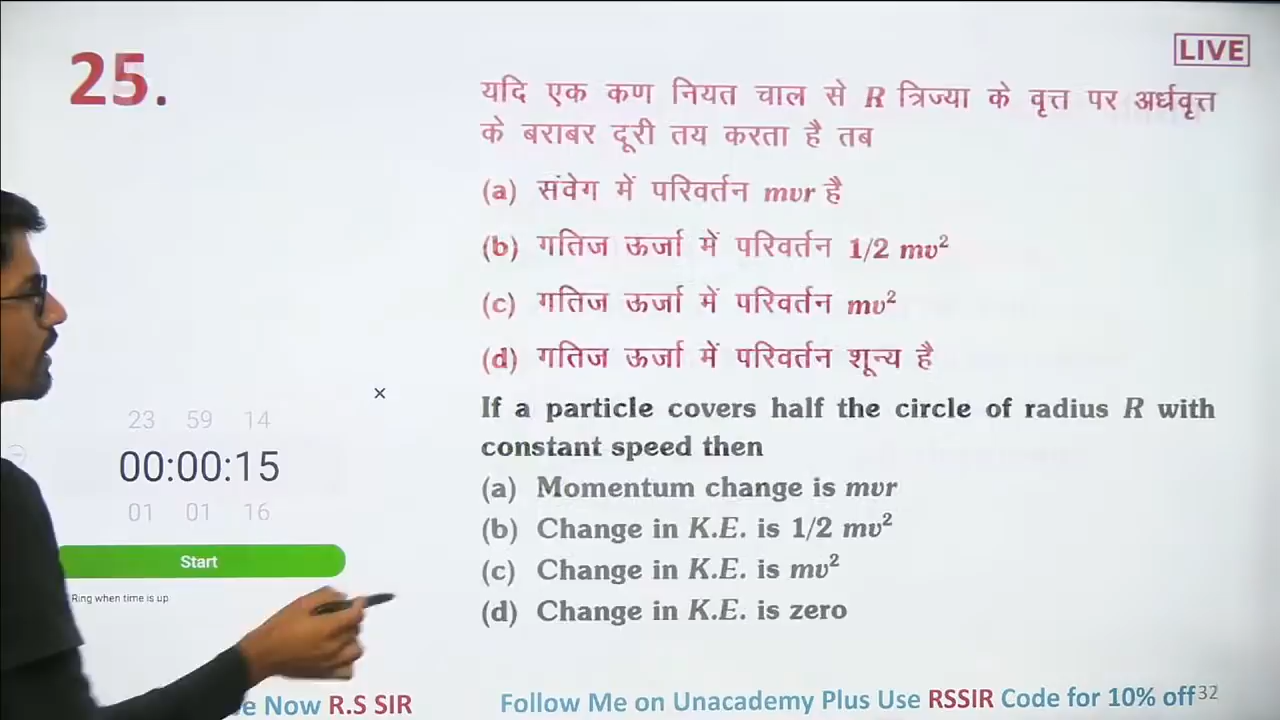 25.
LIVE
यदि एक कण नियत चाल से R त्रिज्या के वृत्त पर अर्धवृत्त
के बराबर दूरी तय करता है तब
(a) संवेग में परिवर्तन mvr है
(b) गतिज ऊर्जा में परिवर्तन 1/2 mv²
(c) गतिज ऊर्जा में परिवर्तन mv²
(d) गतिज ऊर्जा में परिवर्तन शून्य है
If a particle covers half the circle of radius R with
constant speed then
(a) Momentum change is mvr
(b) Change in K.E. is 1/2 mv²
(c) Change in K.E. is mv²
(d) Change in K.E. is zero
×
23 59 14
00:00:15
01 01 16
Start
Ring when time is up
e Now R.S SIR
Follow Me on Unacademy Plus Use RSSIR Code for 10% off
32